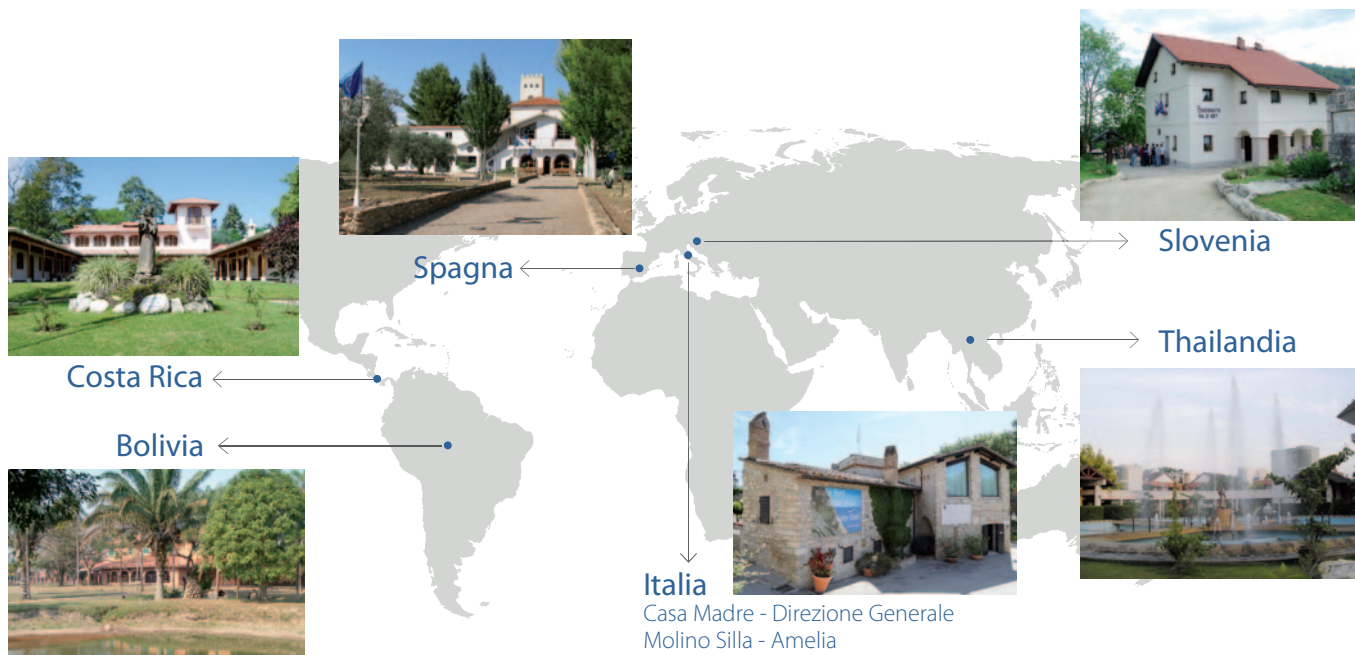 Slovenia
Spagna
Thailandia
Costa Rica
Bolivia
Italia
Casa Madre - Direzione Generale
Molino Silla - Amelia